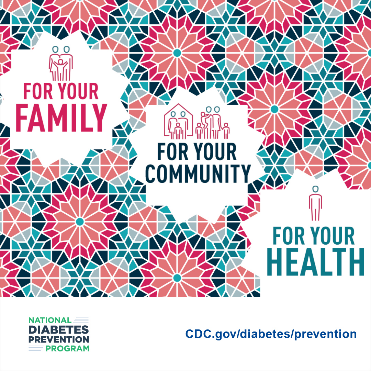 FOR YOUR
FAMILY
FOR YOUR
COMMUNITY
FOR YOUR
HEALTH
NATIONAL
DIABETES
PREVENTION
PROGRAM
CDC.gov/diabetes/prevention